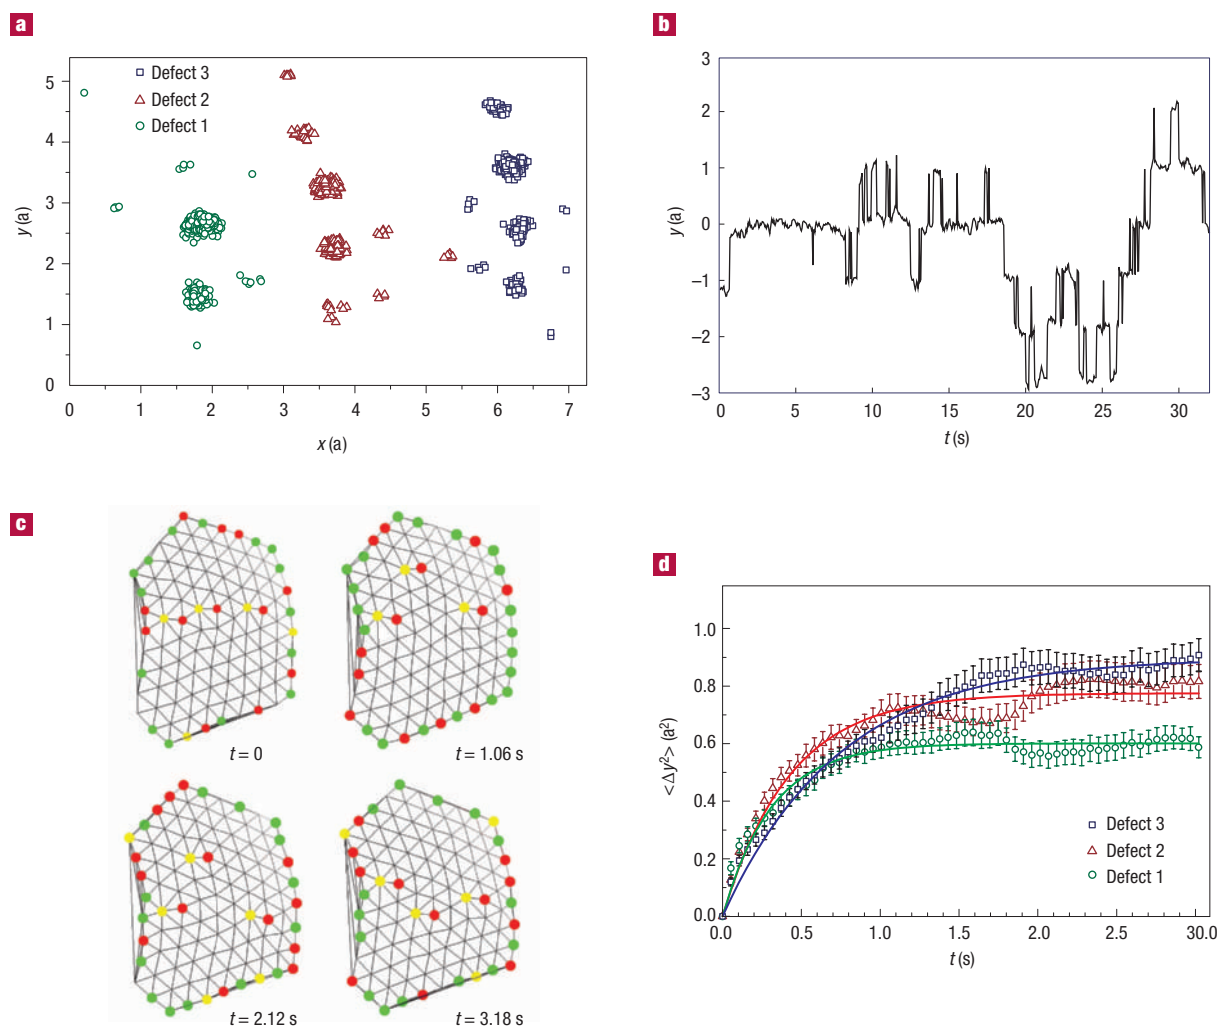 a
Defect 3
Defect 2
Defect 1
5
4
3
2
1
0
y (a)
0 1 2 3 4 5 6 7
x (a)
b
3
2
1
0
−1
−2
−3
y (a)
0 5 10 15 20 25 30
t (s)
c
t = 0
t = 1.06 s
t = 2.12 s
t = 3.18 s
d
1.0
0.8
0.6
0.4
0.2
0.0
<Δy²> (a²)
Defect 3
Defect 2
Defect 1
0.0 0.5 1.0 1.5 2.0 2.5 30.0
t (s)